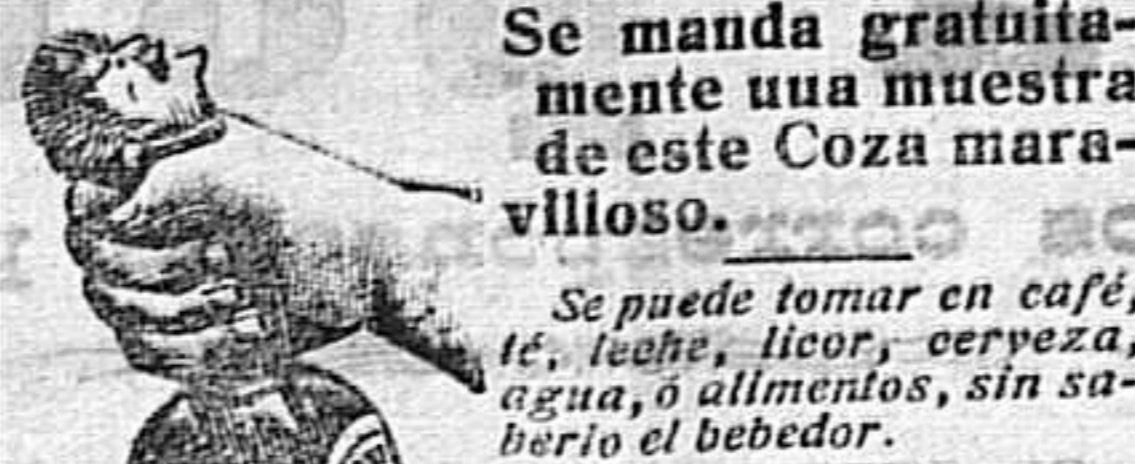 Se manda gratuita-
mente uua muestra
de este Coza mara-
villoso.
Se puede tomar en café,
té, leche, licor, cerveza,
agua, ó alimentos, sin sa-
berlo el bebedor.